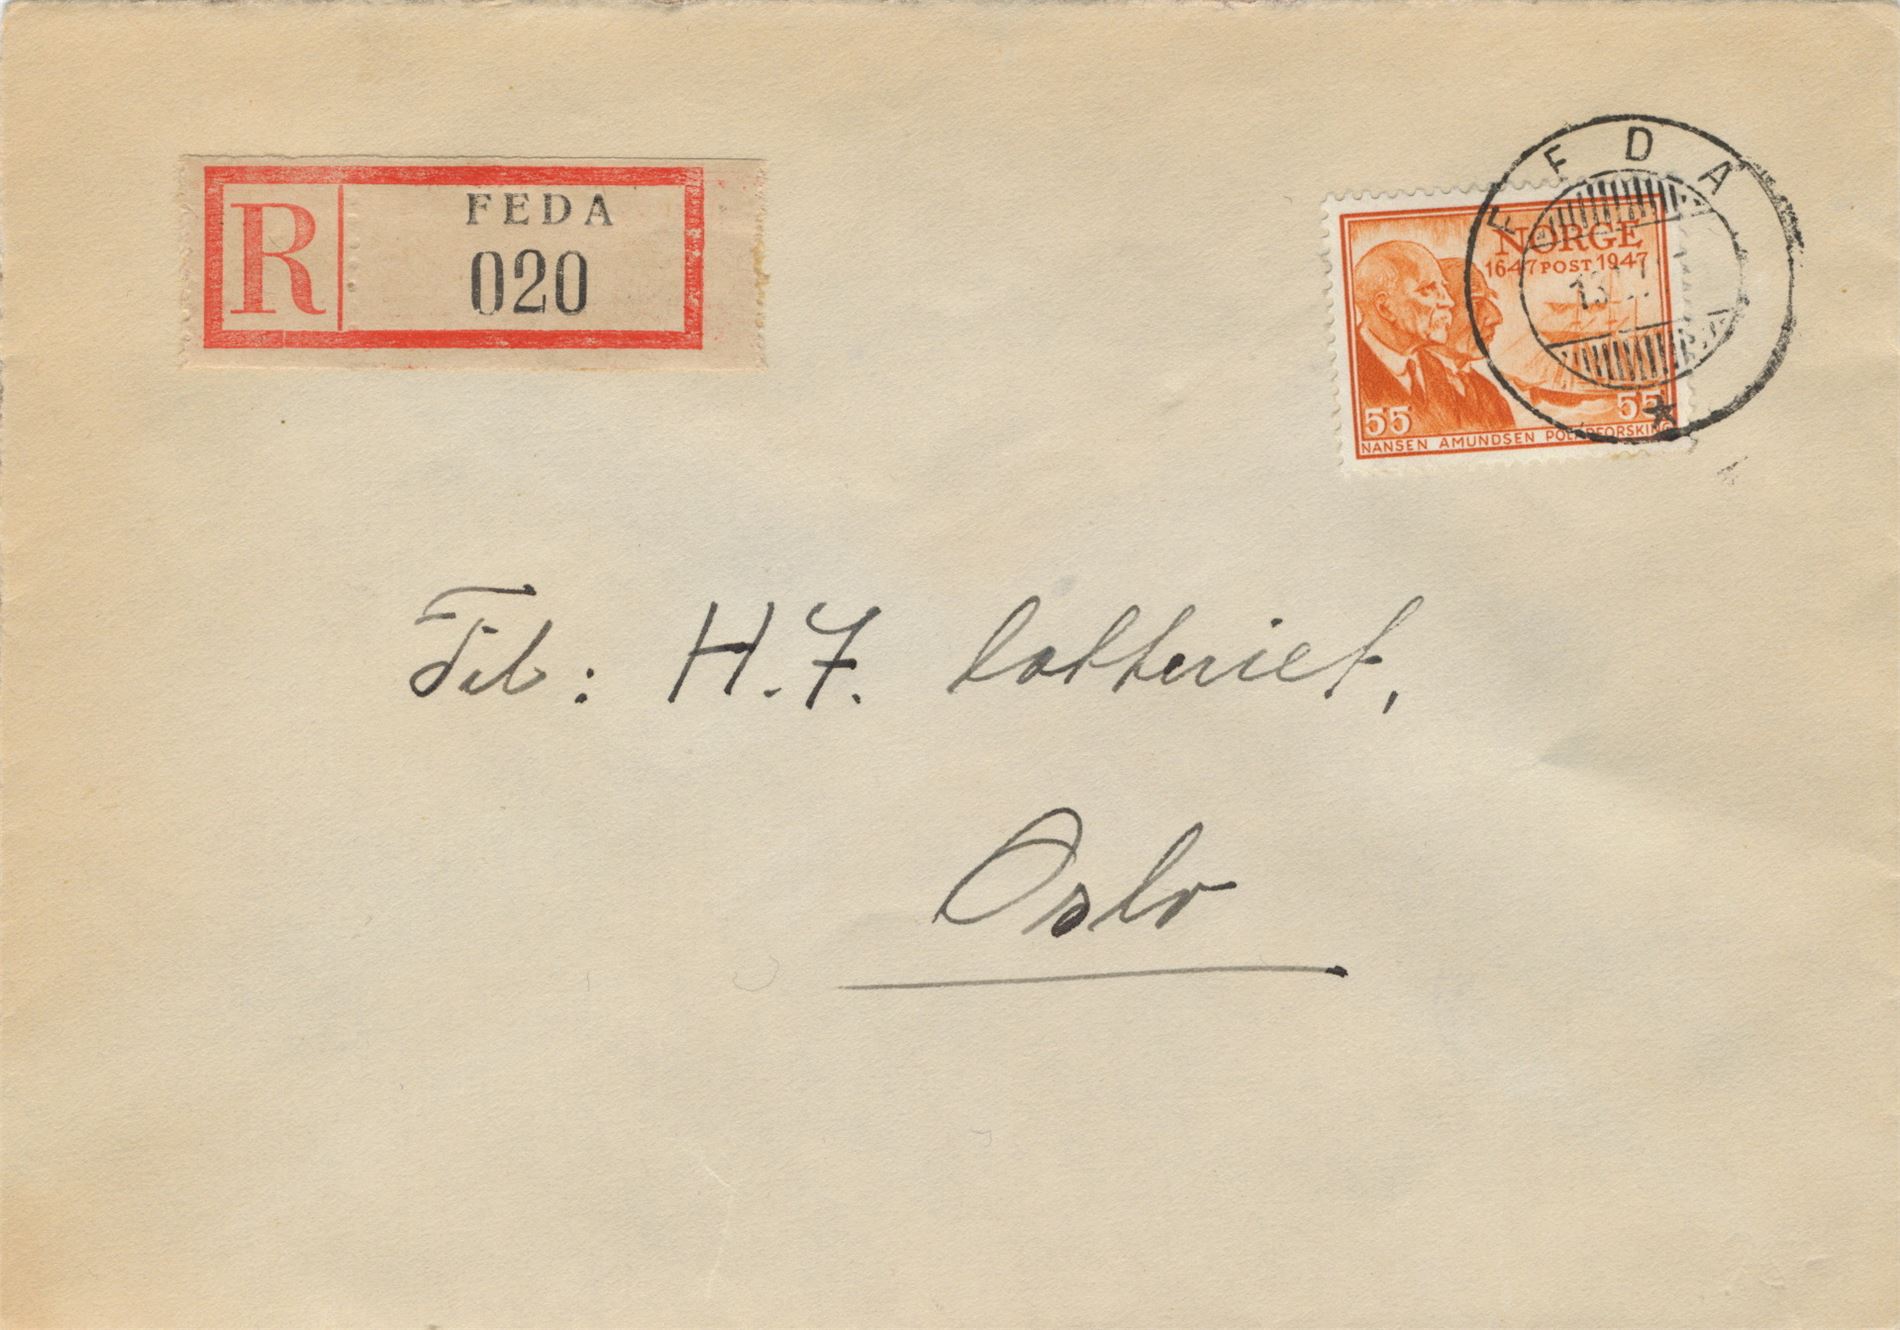 R
FEDA
020
FEDA
NORGE
1647 POST 1947
55
55
NANSEN AMUNDSEN POLARFORSKING
Til: H.F. lotteriet,
Oslo